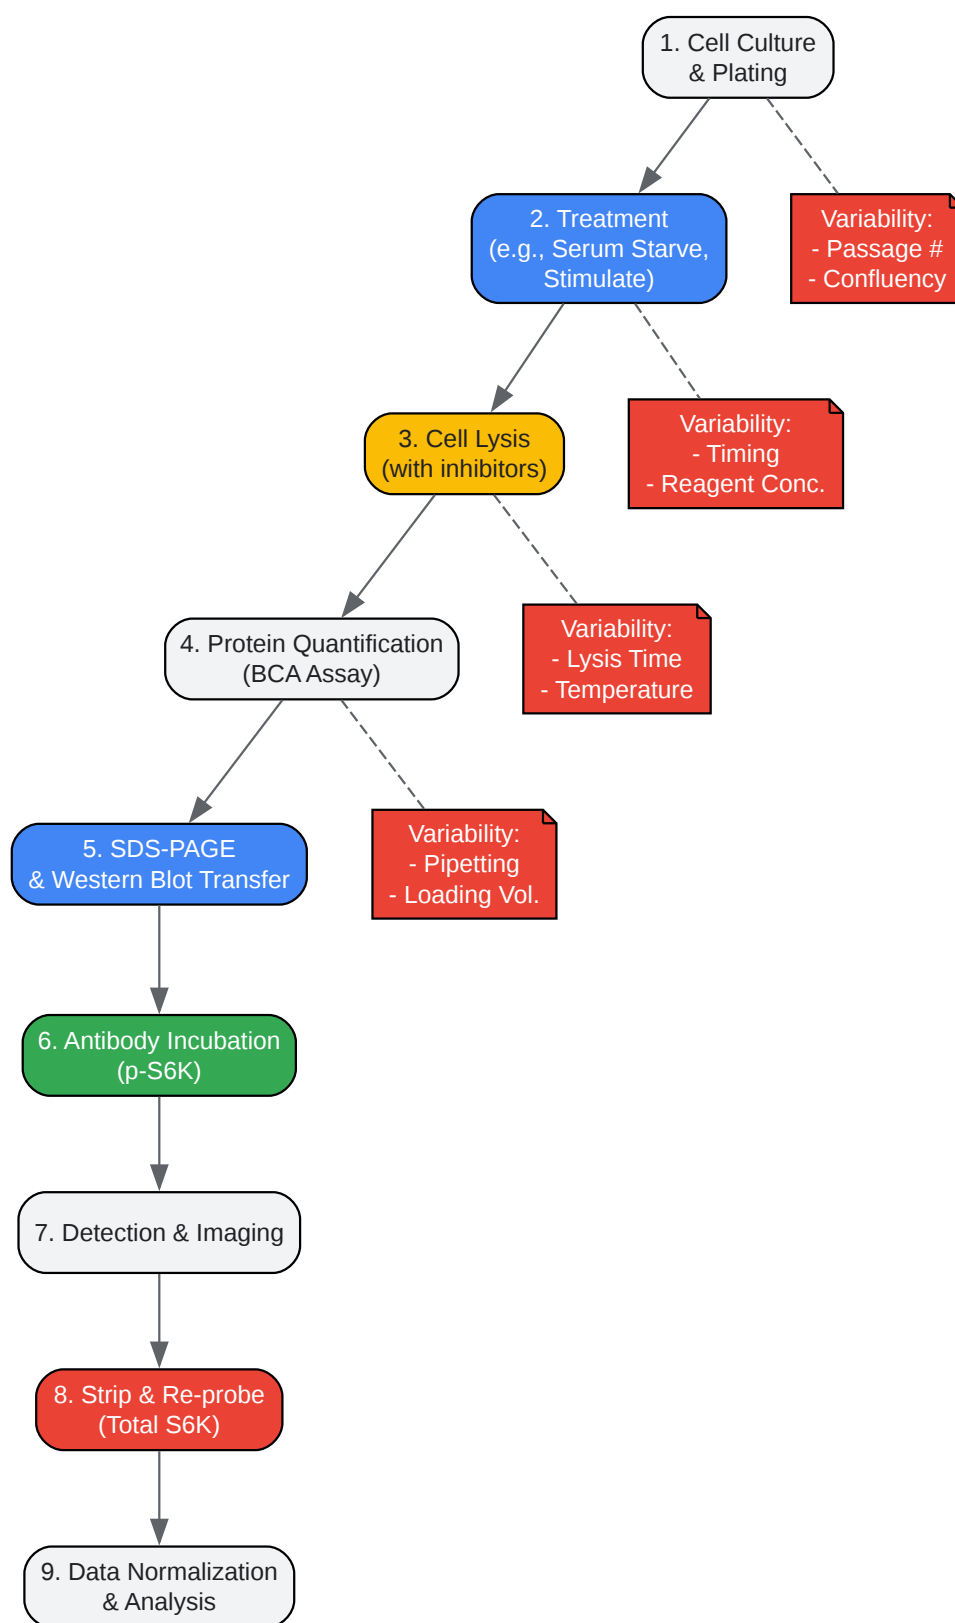 1. Cell Culture
& Plating
2. Treatment
(e.g., Serum Starve,
Stimulate)
Variability:
- Passage #
- Confluency
3. Cell Lysis
(with inhibitors)
Variability:
- Timing
- Reagent Conc.
4. Protein Quantification
(BCA Assay)
Variability:
- Lysis Time
- Temperature
5. SDS-PAGE
& Western Blot Transfer
Variability:
- Pipetting
- Loading Vol.
6. Antibody Incubation
(p-S6K)
7. Detection & Imaging
8. Strip & Re-probe
(Total S6K)
9. Data Normalization
& Analysis